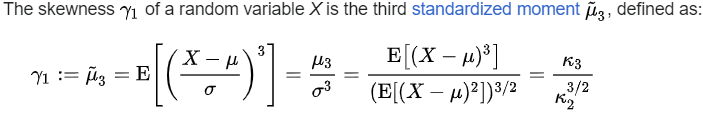 The skewness γ₁ of a random variable X is the third standardized moment μ̃₃, defined as:
γ₁ := μ̃₃ = E[((X − μ)/σ)³] = μ₃/σ³ = E[(X − μ)³]/(E[(X − μ)²])^{3/2} = κ₃/κ₂^{3/2}